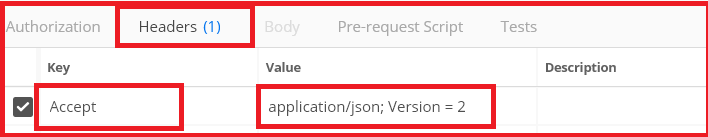 Authorization Headers (1) Body Pre-request Script Tests
Key Value Description
Accept application/json; Version = 2